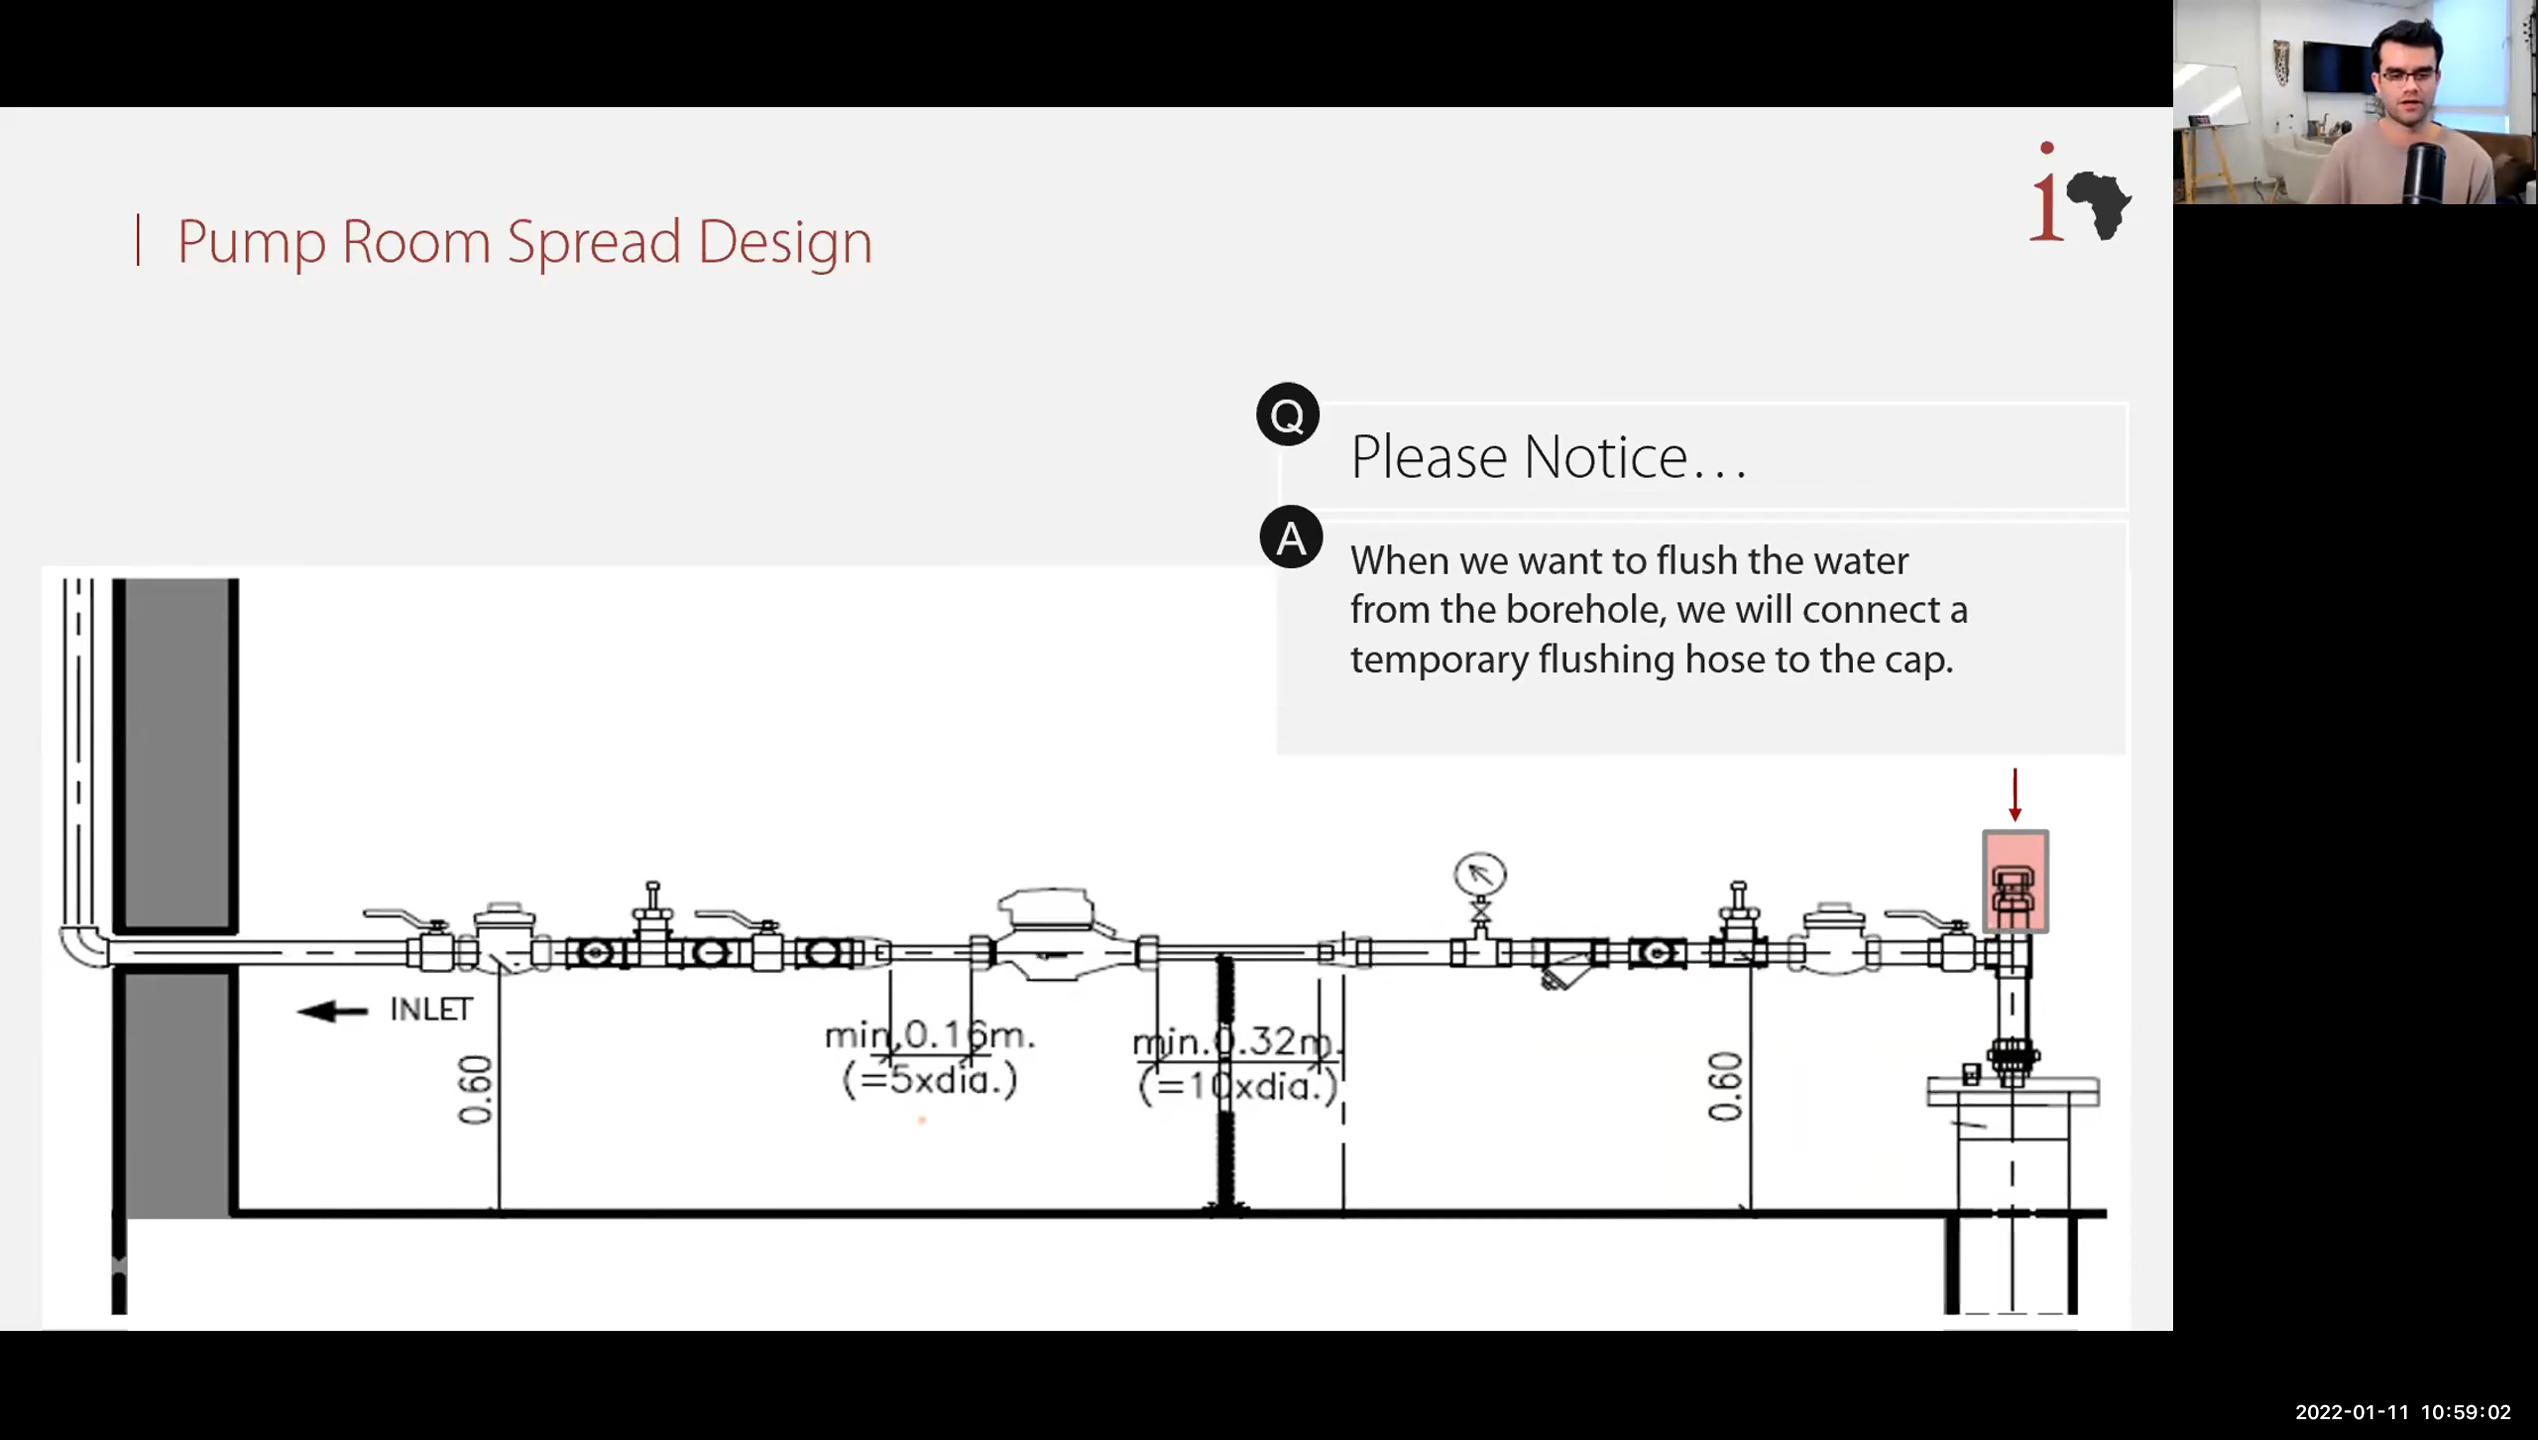 Pump Room Spread Design
i
Q
Please Notice...
A
When we want to flush the water
from the borehole, we will connect a
temporary flushing hose to the cap.
INLET
0.60
min.0.16m.
(=5xdia.)
min.0.32m.
(=10xdia.)
0.60
2022-01-11 10:59:02